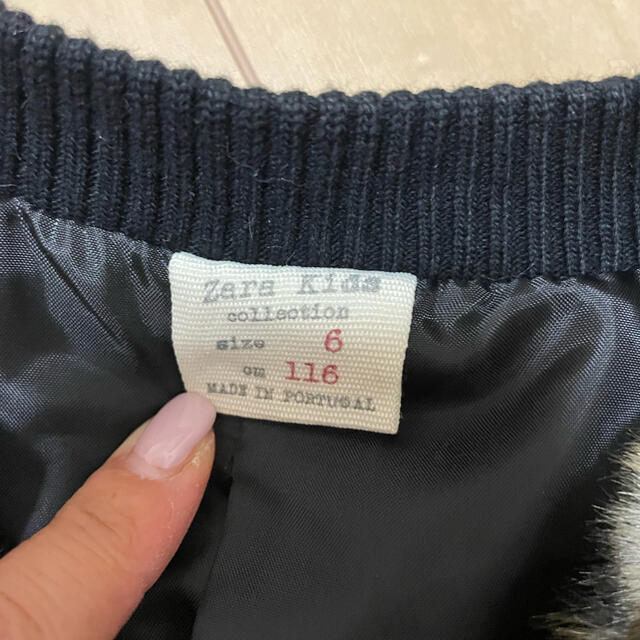 Zara Kids
collection
size 6
cm 116
MADE IN PORTUGAL